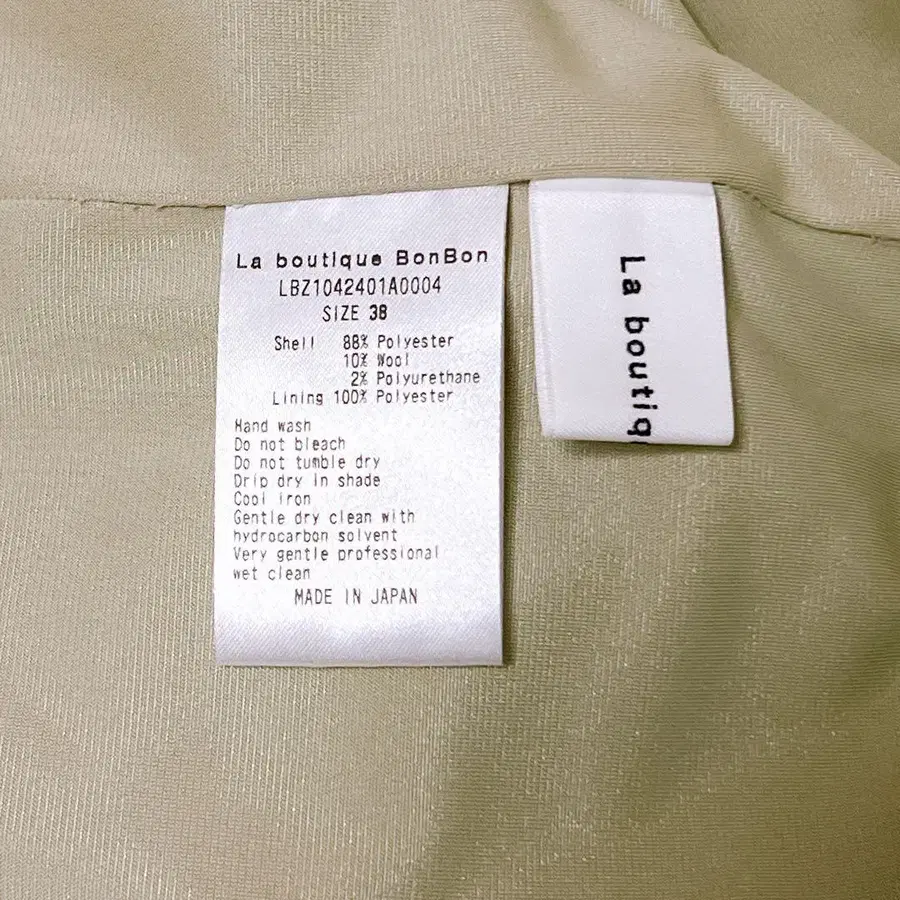 La boutique BonBon
LBZ1042401A0004
SIZE 38
Shell 88% Polyester
10% Wool
2% Polyurethane
Lining 100% Polyester
Hand wash
Do not bleach
Do not tumble dry
Drip dry in shade
Cool iron
Gentle dry clean with
hydrocarbon solvent
Very gentle professional
wet clean
MADE IN JAPAN
La boutiq